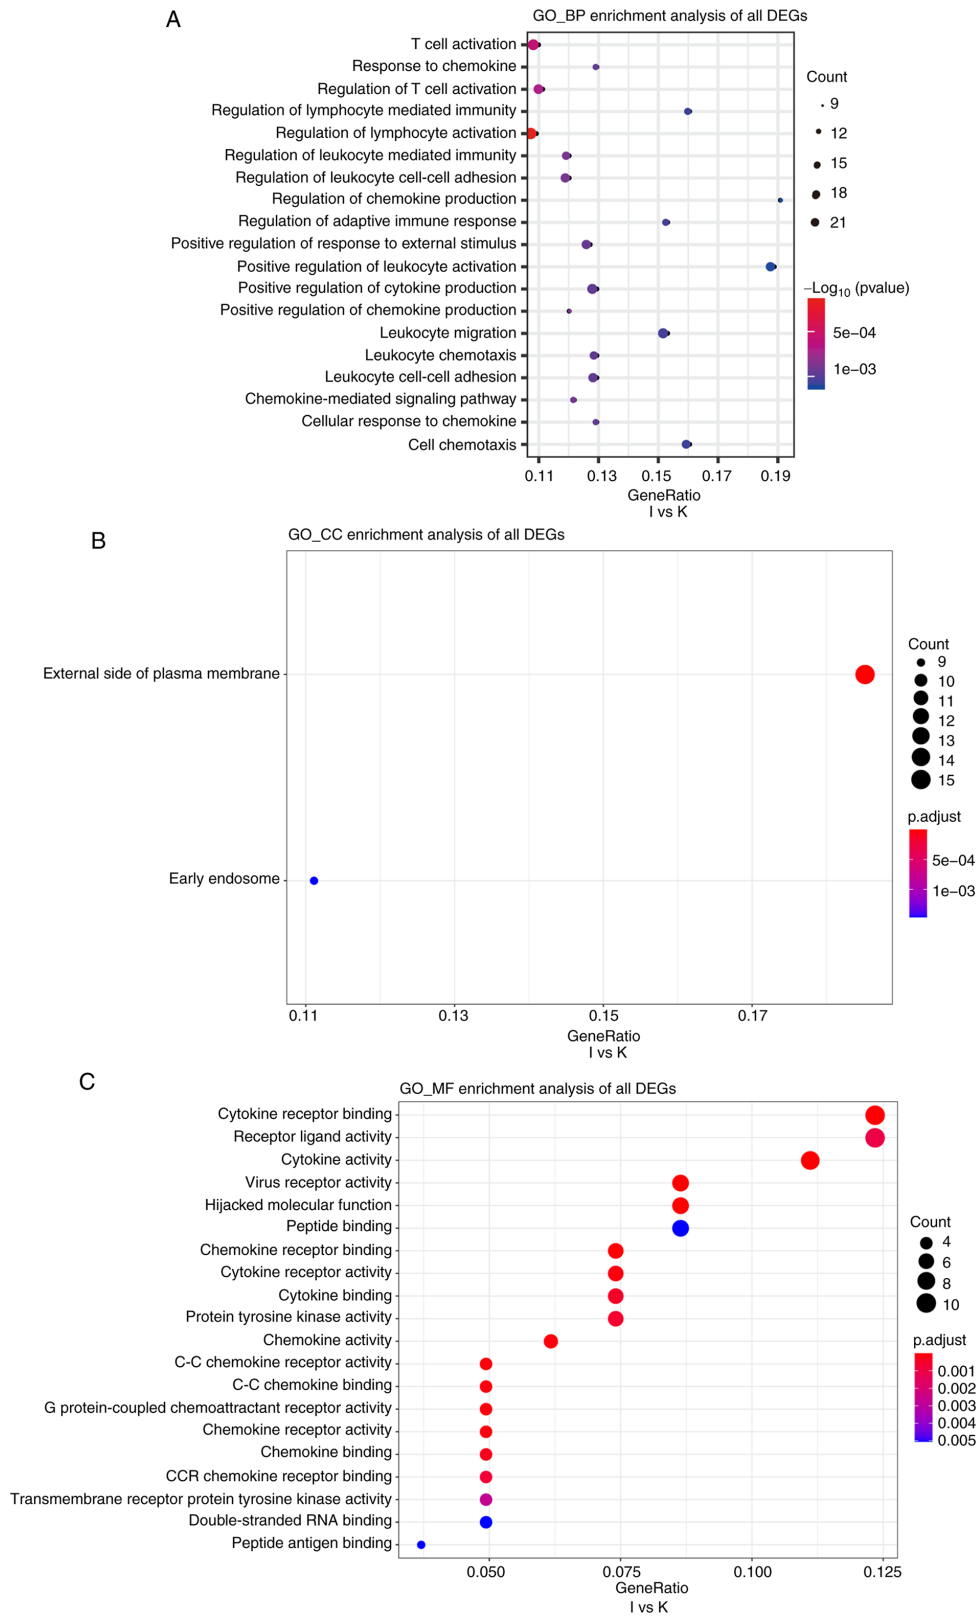 A
GO_BP enrichment analysis of all DEGs
T cell activation
Response to chemokine
Regulation of T cell activation
Regulation of lymphocyte mediated immunity
Regulation of lymphocyte activation
Regulation of leukocyte mediated immunity
Regulation of leukocyte cell-cell adhesion
Regulation of chemokine production
Regulation of adaptive immune response
Positive regulation of response to external stimulus
Positive regulation of leukocyte activation
Positive regulation of cytokine production
Positive regulation of chemokine production
Leukocyte migration
Leukocyte chemotaxis
Leukocyte cell-cell adhesion
Chemokine-mediated signaling pathway
Cellular response to chemokine
Cell chemotaxis
0.11 0.13 0.15 0.17 0.19
GeneRatio
I vs K
Count
9
12
15
18
21
−Log10 (pvalue)
5e−04
1e−03
B
GO_CC enrichment analysis of all DEGs
External side of plasma membrane
Early endosome
0.11 0.13 0.15 0.17
GeneRatio
I vs K
Count
9
10
11
12
13
14
15
p.adjust
5e−04
1e−03
C
GO_MF enrichment analysis of all DEGs
Cytokine receptor binding
Receptor ligand activity
Cytokine activity
Virus receptor activity
Hijacked molecular function
Peptide binding
Chemokine receptor binding
Cytokine receptor activity
Cytokine binding
Protein tyrosine kinase activity
Chemokine activity
C-C chemokine receptor activity
C-C chemokine binding
G protein-coupled chemoattractant receptor activity
Chemokine receptor activity
Chemokine binding
CCR chemokine receptor binding
Transmembrane receptor protein tyrosine kinase activity
Double-stranded RNA binding
Peptide antigen binding
0.050 0.075 0.100 0.125
GeneRatio
I vs K
Count
4
6
8
10
p.adjust
0.001
0.002
0.003
0.004
0.005